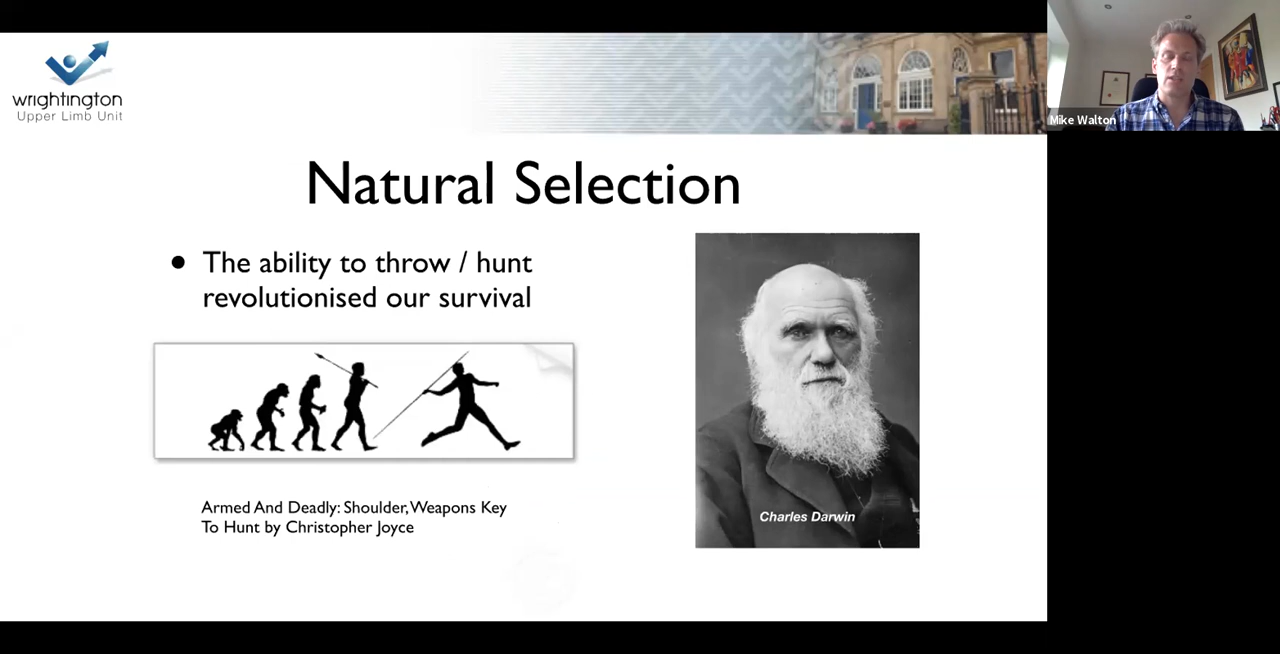 wrightington
Upper Limb Unit
Mike Walton
Natural Selection
• The ability to throw / hunt
revolutionised our survival
Armed And Deadly: Shoulder, Weapons Key
To Hunt by Christopher Joyce
Charles Darwin